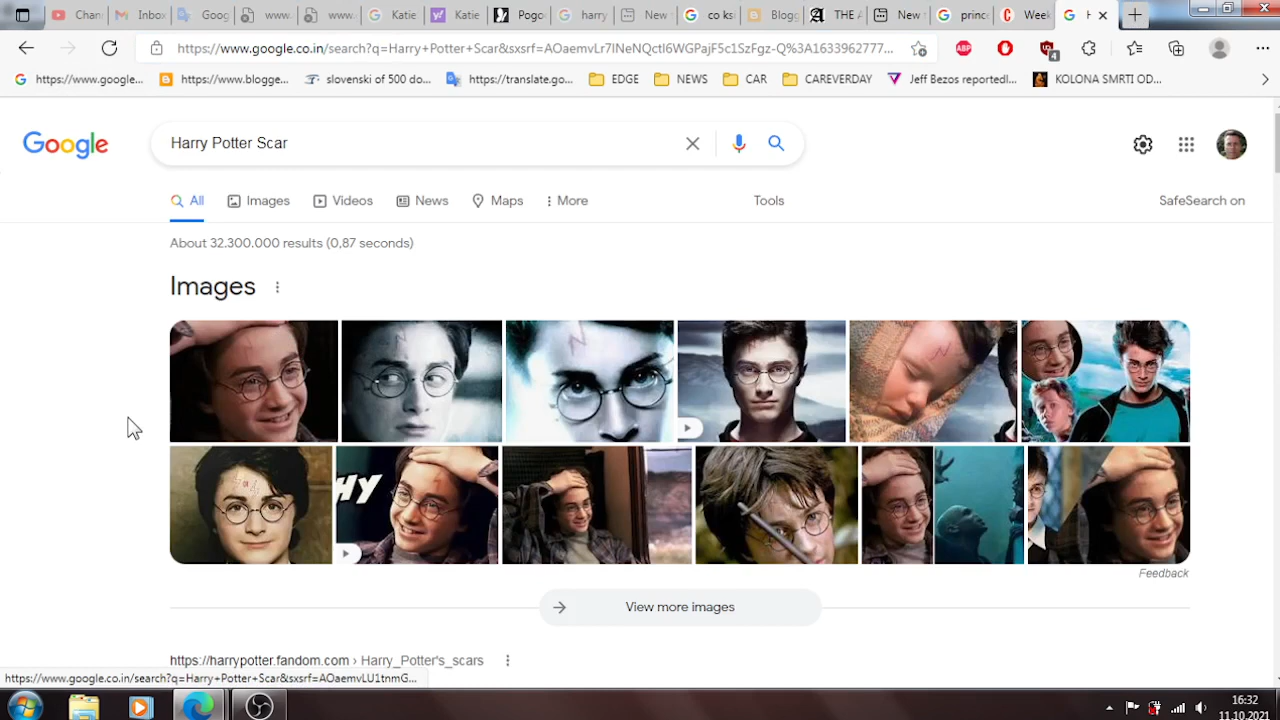 Chan
Inbox
Goog
www.
www.
Katie
Katie
Pogo
harry
New
co ks
Blogg
THE A
New
prince
Week
H
https://www.google.co.in/search?q=Harry+Potter+Scar&sxsrf=AOaemvLr7lNeNQctI6WGPajF5c1SzFgz-Q%3A1633962777...
ABP
4
https://www.google...
https://www.blogge...
slovenski of 500 do...
https://translate.go...
EDGE
NEWS
CAR
CAREVERDAY
Jeff Bezos reportedl...
KOLONA SMRTI OD...
Google
Harry Potter Scar
All
Images
Videos
News
Maps
More
Tools
SafeSearch on
About 32.300.000 results (0,87 seconds)
Images
HY
Feedback
View more images
https://harrypotter.fandom.com › Harry_Potter's_scars
https://www.google.co.in/search?q=Harry+Potter+Scar&sxsrf=AOaemvLU1tnmG...
16:32
11.10.2021